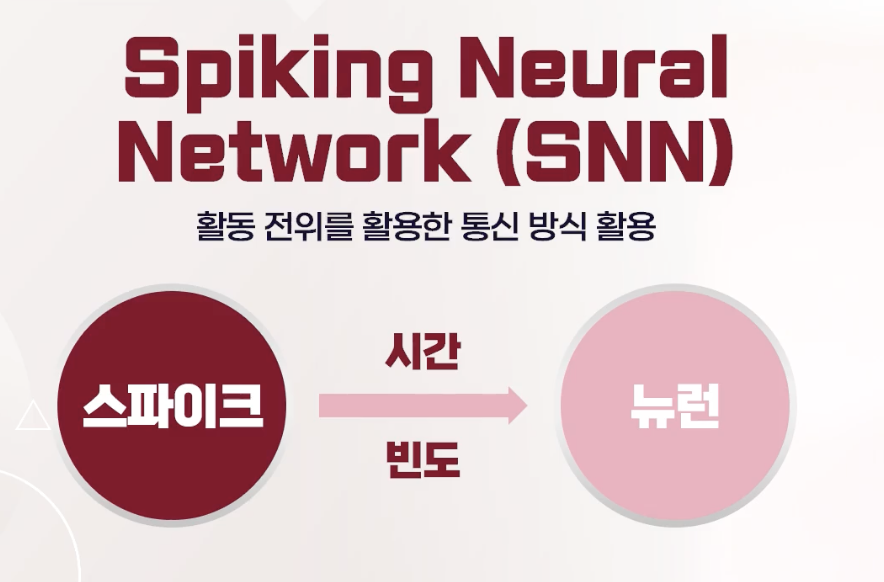 Spiking Neural
Network (SNN)
활동 전위를 활용한 통신 방식 활용
스파이크
시간
빈도
뉴런